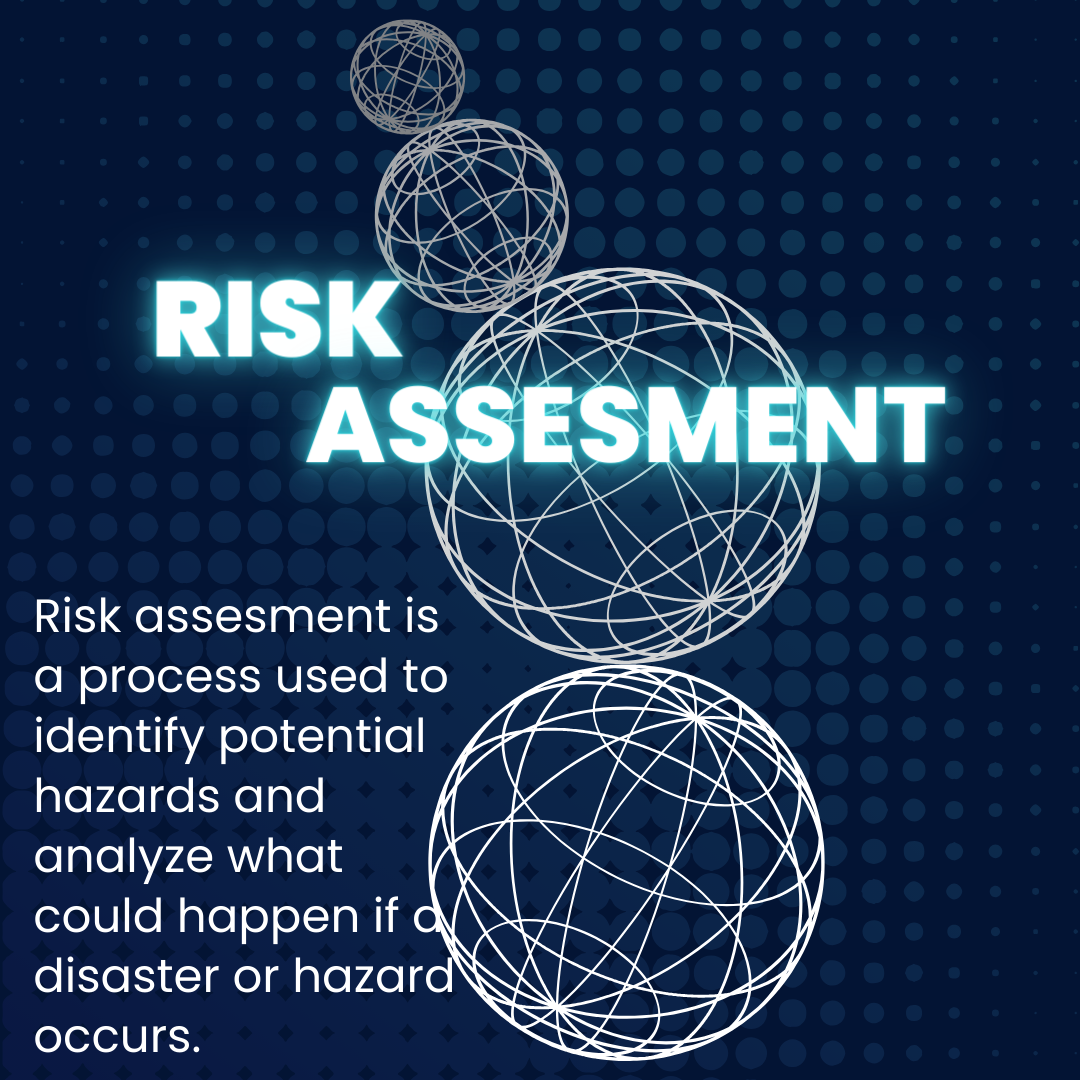 RISK
ASSESMENT
Risk assesment is
a process used to
identify potential
hazards and
analyze what
could happen if a
disaster or hazard
occurs.